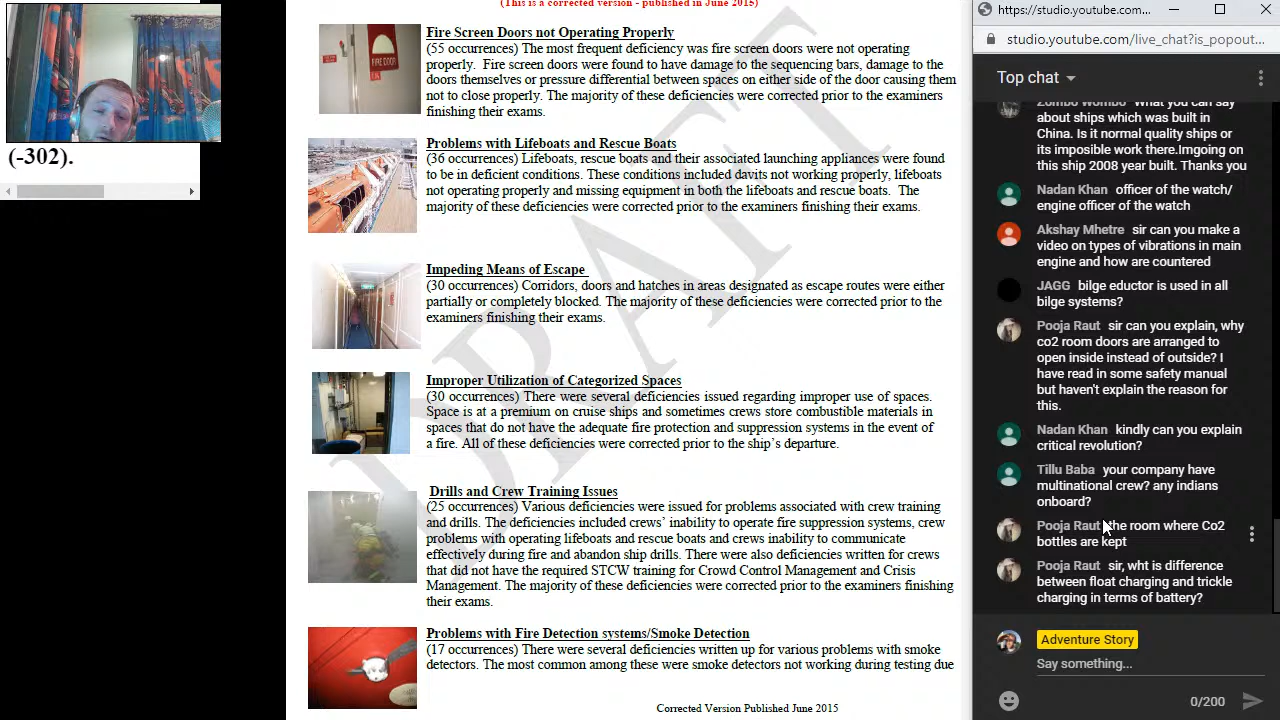 (This is a corrected version - published in June 2015)
(-302).
Fire Screen Doors not Operating Properly
(55 occurrences) The most frequent deficiency was fire screen doors were not operating
properly. Fire screen doors were found to have damage to the sequencing bars, damage to the
doors themselves or pressure differential between spaces on either side of the door causing them
not to close properly. The majority of these deficiencies were corrected prior to the examiners
finishing their exams.
FIRE DOOR
Problems with Lifeboats and Rescue Boats
(36 occurrences) Lifeboats, rescue boats and their associated launching appliances were found
to be in deficient conditions. These conditions included davits not working properly, lifeboats
not operating properly and missing equipment in both the lifeboats and rescue boats. The
majority of these deficiencies were corrected prior to the examiners finishing their exams.
Impeding Means of Escape
(30 occurrences) Corridors, doors and hatches in areas designated as escape routes were either
partially or completely blocked. The majority of these deficiencies were corrected prior to the
examiners finishing their exams.
Improper Utilization of Categorized Spaces
(30 occurrences) There were several deficiencies issued regarding improper use of spaces.
Space is at a premium on cruise ships and sometimes crews store combustible materials in
spaces that do not have the adequate fire protection and suppression systems in the event of
a fire. All of these deficiencies were corrected prior to the ship's departure.
Drills and Crew Training Issues
(25 occurrences) Various deficiencies were issued for problems associated with crew training
and drills. The deficiencies included crews' inability to operate fire suppression systems, crew
problems with operating lifeboats and rescue boats and crews inability to communicate
effectively during fire and abandon ship drills. There were also deficiencies written for crews
that did not have the required STCW training for Crowd Control Management and Crisis
Management. The majority of these deficiencies were corrected prior to the examiners finishing
their exams.
Problems with Fire Detection systems/Smoke Detection
(17 occurrences) There were several deficiencies written up for various problems with smoke
detectors. The most common among these were smoke detectors not working during testing due
Corrected Version Published June 2015
DRAFT
https://studio.youtube.com...
studio.youtube.com/live_chat?is_popout...
Top chat
Zombo Wombo What you can say
about ships which was built in
China. Is it normal quality ships or
its imposible work there.Imgoing on
this ship 2008 year built. Thanks you
Nadan Khan officer of the watch/
engine officer of the watch
Akshay Mhetre sir can you make a
video on types of vibrations in main
engine and how are countered
JAGG bilge eductor is used in all
bilge systems?
Pooja Raut sir can you explain, why
co2 room doors are arranged to
open inside instead of outside? I
have read in some safety manual
but haven't explain the reason for
this.
Nadan Khan kindly can you explain
critical revolution?
Tillu Baba your company have
multinational crew? any indians
onboard?
Pooja Raut the room where Co2
bottles are kept
Pooja Raut sir, wht is difference
between float charging and trickle
charging in terms of battery?
Adventure Story
Say something...
0/200